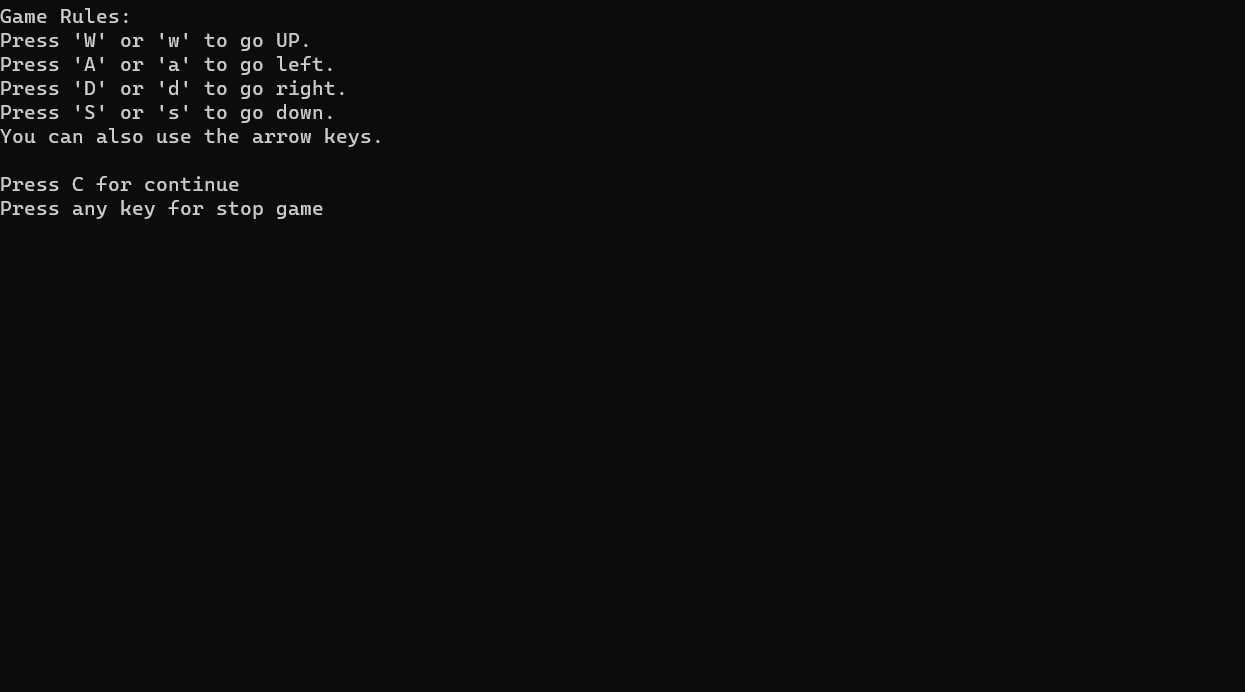 Game Rules:
Press 'W' or 'w' to go UP.
Press 'A' or 'a' to go left.
Press 'D' or 'd' to go right.
Press 'S' or 's' to go down.
You can also use the arrow keys.
Press C for continue
Press any key for stop game